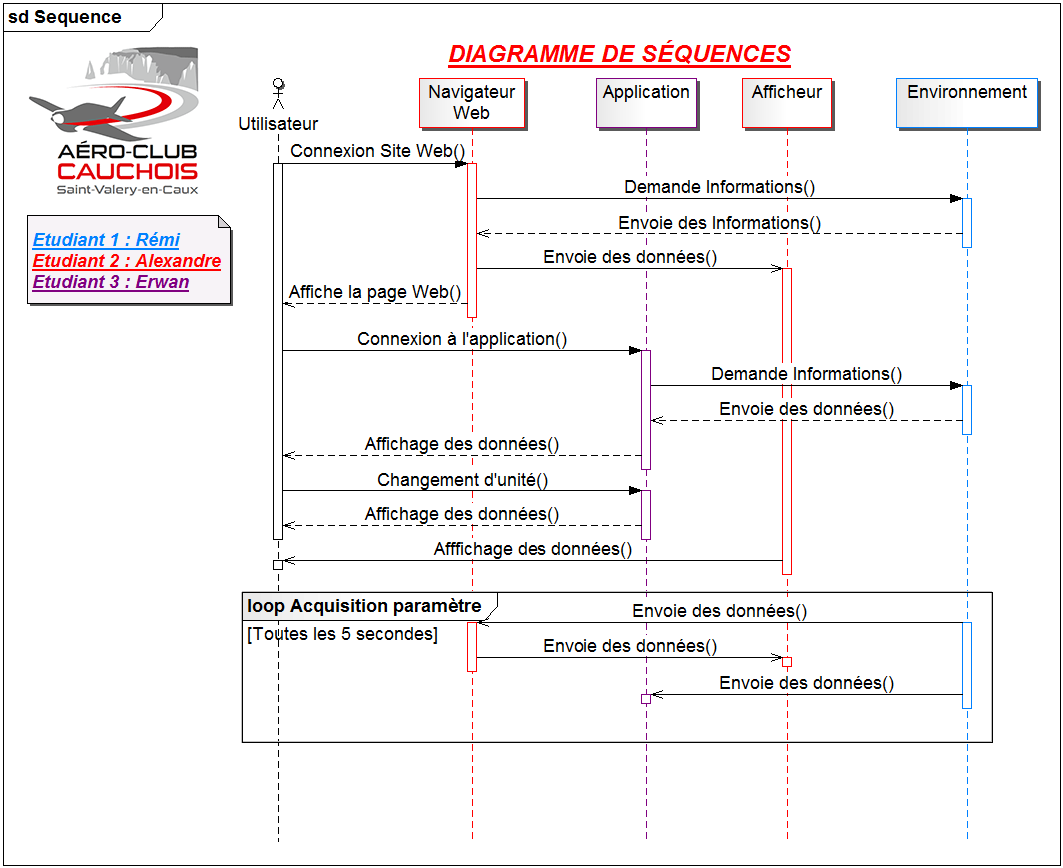 sd Sequence
DIAGRAMME DE SÉQUENCES
AÉRO-CLUB
CAUCHOIS
Saint-Valery-en-Caux
Etudiant 1 : Rémi
Etudiant 2 : Alexandre
Etudiant 3 : Erwan
Utilisateur
Navigateur
Web
Application
Afficheur
Environnement
Connexion Site Web()
Demande Informations()
Envoie des Informations()
Envoie des données()
Affiche la page Web()
Connexion à l'application()
Demande Informations()
Envoie des données()
Affichage des données()
Changement d'unité()
Affichage des données()
Afffichage des données()
loop Acquisition paramètre
[Toutes les 5 secondes]
Envoie des données()
Envoie des données()
Envoie des données()